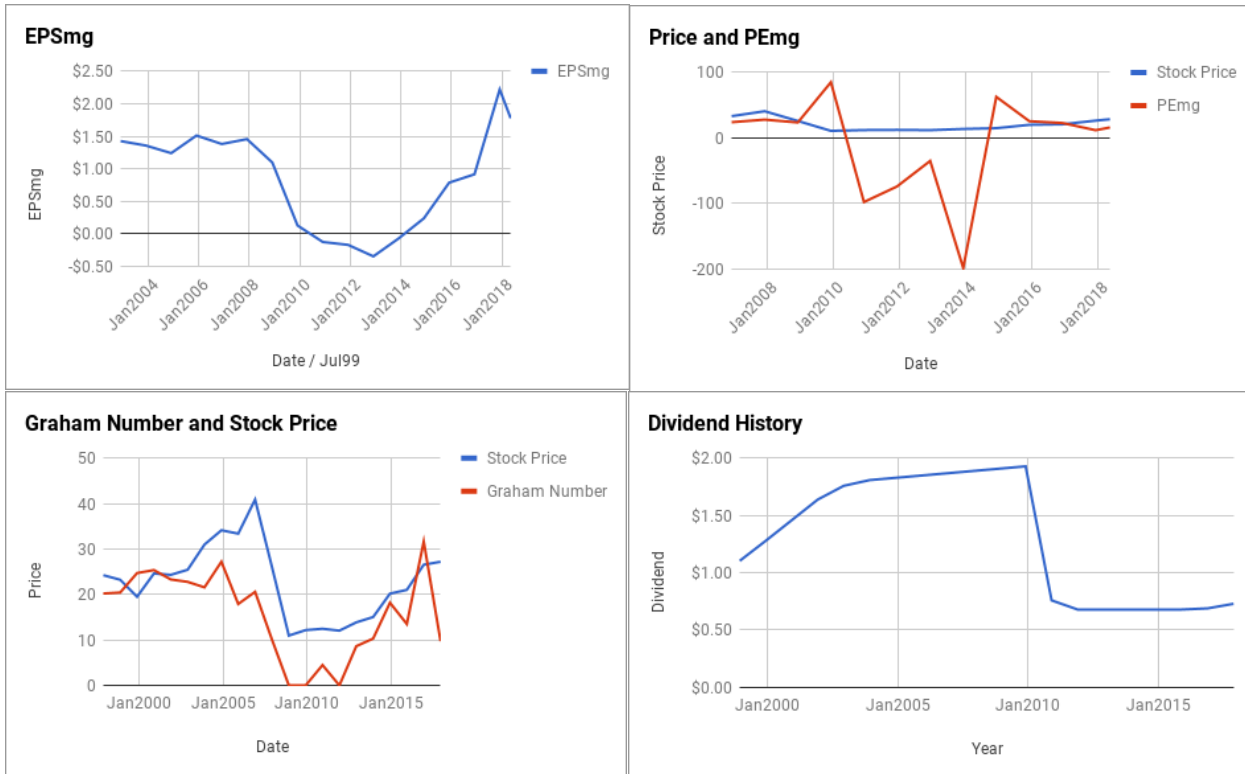 EPSmg
EPSmg
$2.50
$2.00
$1.50
$1.00
$0.50
$0.00
-$0.50
EPSmg
Jan2004
Jan2006
Jan2008
Jan2010
Jan2012
Jan2014
Jan2016
Jan2018
Date / Jul99
Price and PEmg
Stock Price
PEmg
100
0
-100
-200
Stock Price
Jan2008
Jan2010
Jan2012
Jan2014
Jan2016
Jan2018
Date
Graham Number and Stock Price
Stock Price
Graham Number
50
40
30
20
10
0
Price
Jan2000
Jan2005
Jan2010
Jan2015
Date
Dividend History
$2.00
$1.50
$1.00
$0.50
$0.00
Dividend
Jan2000
Jan2005
Jan2010
Jan2015
Year